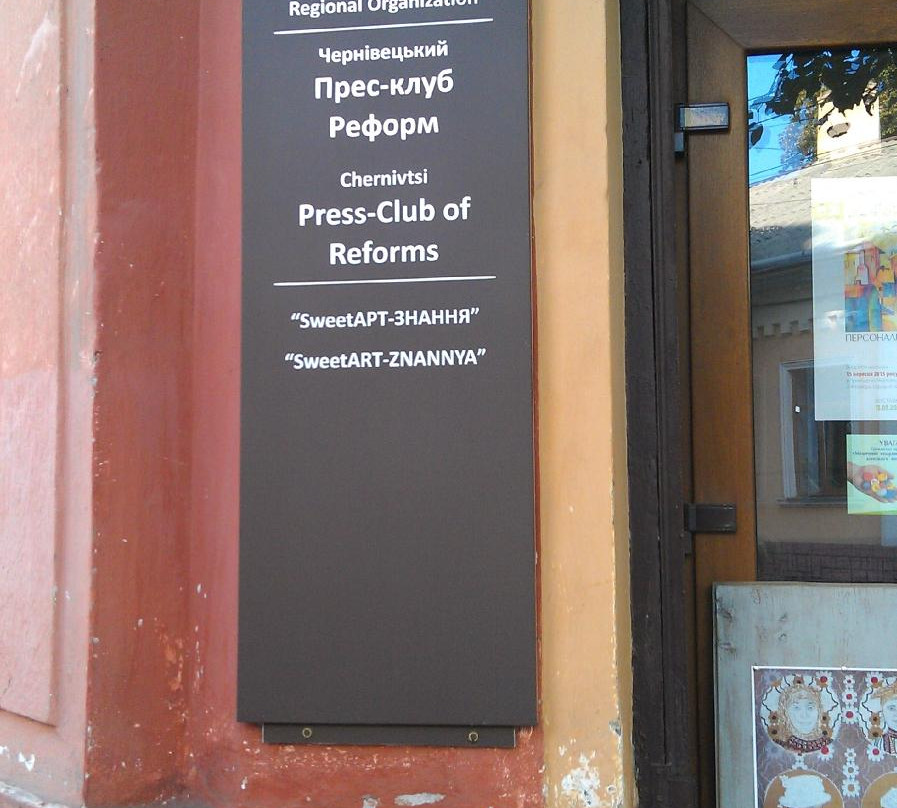 Regional Organization
Чернівецький
Прес-клуб
Реформ
Chernivtsi
Press-Club of
Reforms
“SweetАРТ-ЗНАННЯ”
“SweetART-ZNANNYA”